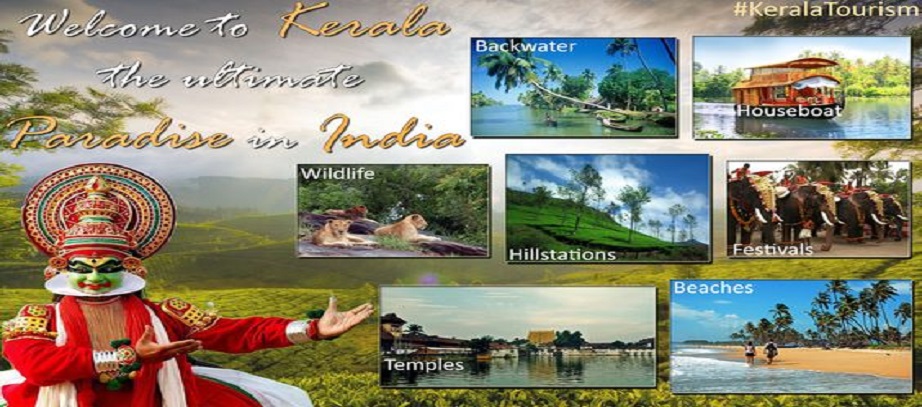 #KeralaTourism
Welcome to Kerala
the ultimate
Paradise in India
Backwater
Houseboat
Wildlife
Hillstations
Festivals
Temples
Beaches